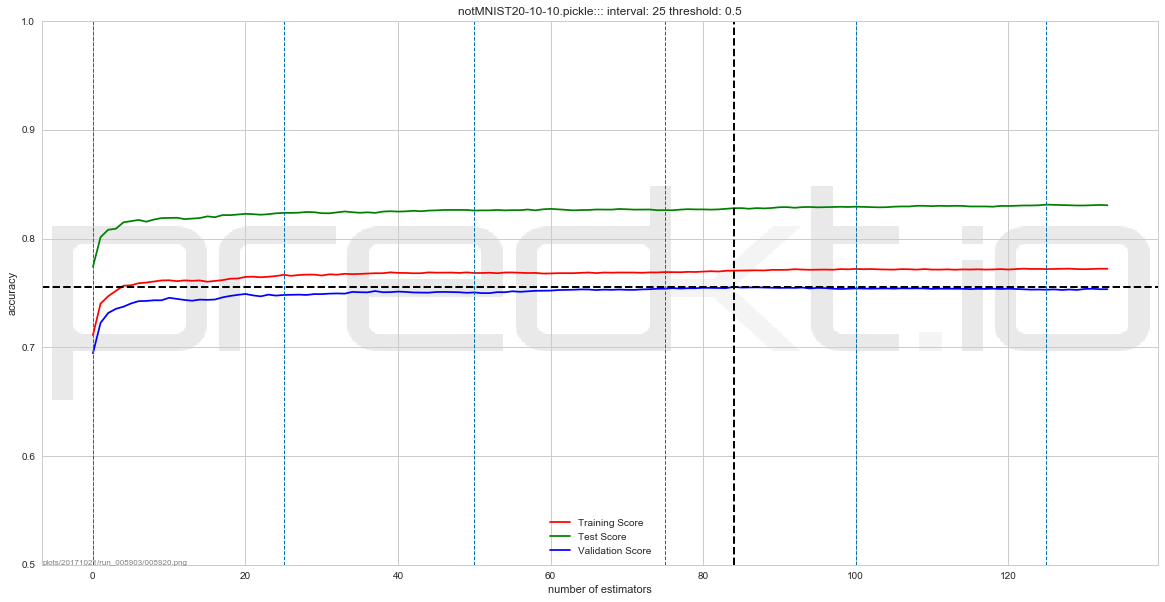 notMNIST20-10-10.pickle::: interval: 25 threshold: 0.5
1.0
0.9
0.8
0.7
0.6
0.5
accuracy
predkt.io
Training Score
Test Score
Validation Score
0 20 40 60 80 100 120
number of estimators